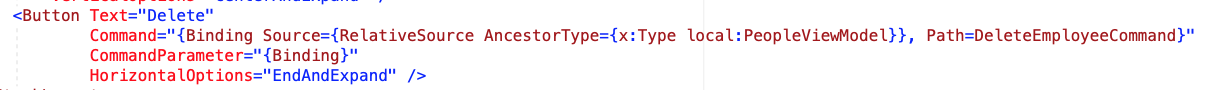 <Button Text="Delete"
Command="{Binding Source={RelativeSource AncestorType={x:Type local:PeopleViewModel}}, Path=DeleteEmployeeCommand}"
CommandParameter="{Binding}"
HorizontalOptions="EndAndExpand" />